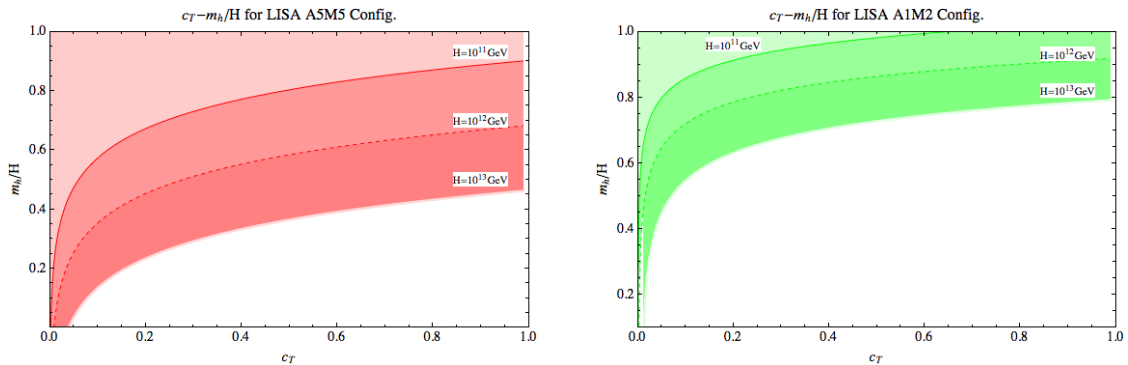 c_T−m_h/H for LISA A5M5 Config.
1.0
0.8
0.6
0.4
0.2
m_h/H
H=10^11GeV
H=10^12GeV
H=10^13GeV
0.0 0.2 0.4 0.6 0.8 1.0
c_T
c_T−m_h/H for LISA A1M2 Config.
1.0
0.8
0.6
0.4
0.2
m_h/H
H=10^11GeV
H=10^12GeV
H=10^13GeV
0.0 0.2 0.4 0.6 0.8 1.0
c_T